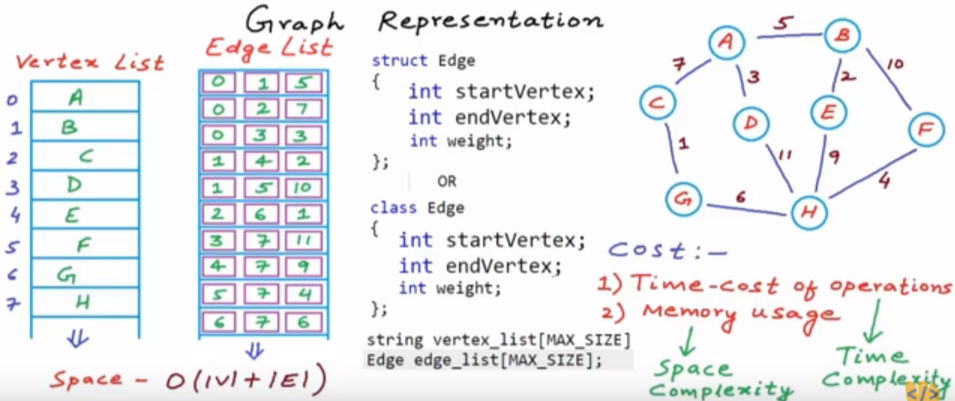 Graph Representation
Vertex List
0 A
1 B
2 C
3 D
4 E
5 F
6 G
7 H
Edge List
0 1 5
0 2 7
0 3 3
1 4 2
1 5 10
2 6 1
3 7 11
4 7 9
5 7 4
6 7 6
Space - O(|V|+|E|)
struct Edge
{
int startVertex;
int endVertex;
int weight;
};
OR
class Edge
{
int startVertex;
int endVertex;
int weight;
};
string vertex_list[MAX_SIZE]
Edge edge_list[MAX_SIZE];
5
A B
7 3 2 10
C D E F
1 11 9 4
G 6 H
Cost:-
1) Time-cost of operations
2) Memory usage
Space
Complexity
Time
Complexity
</>